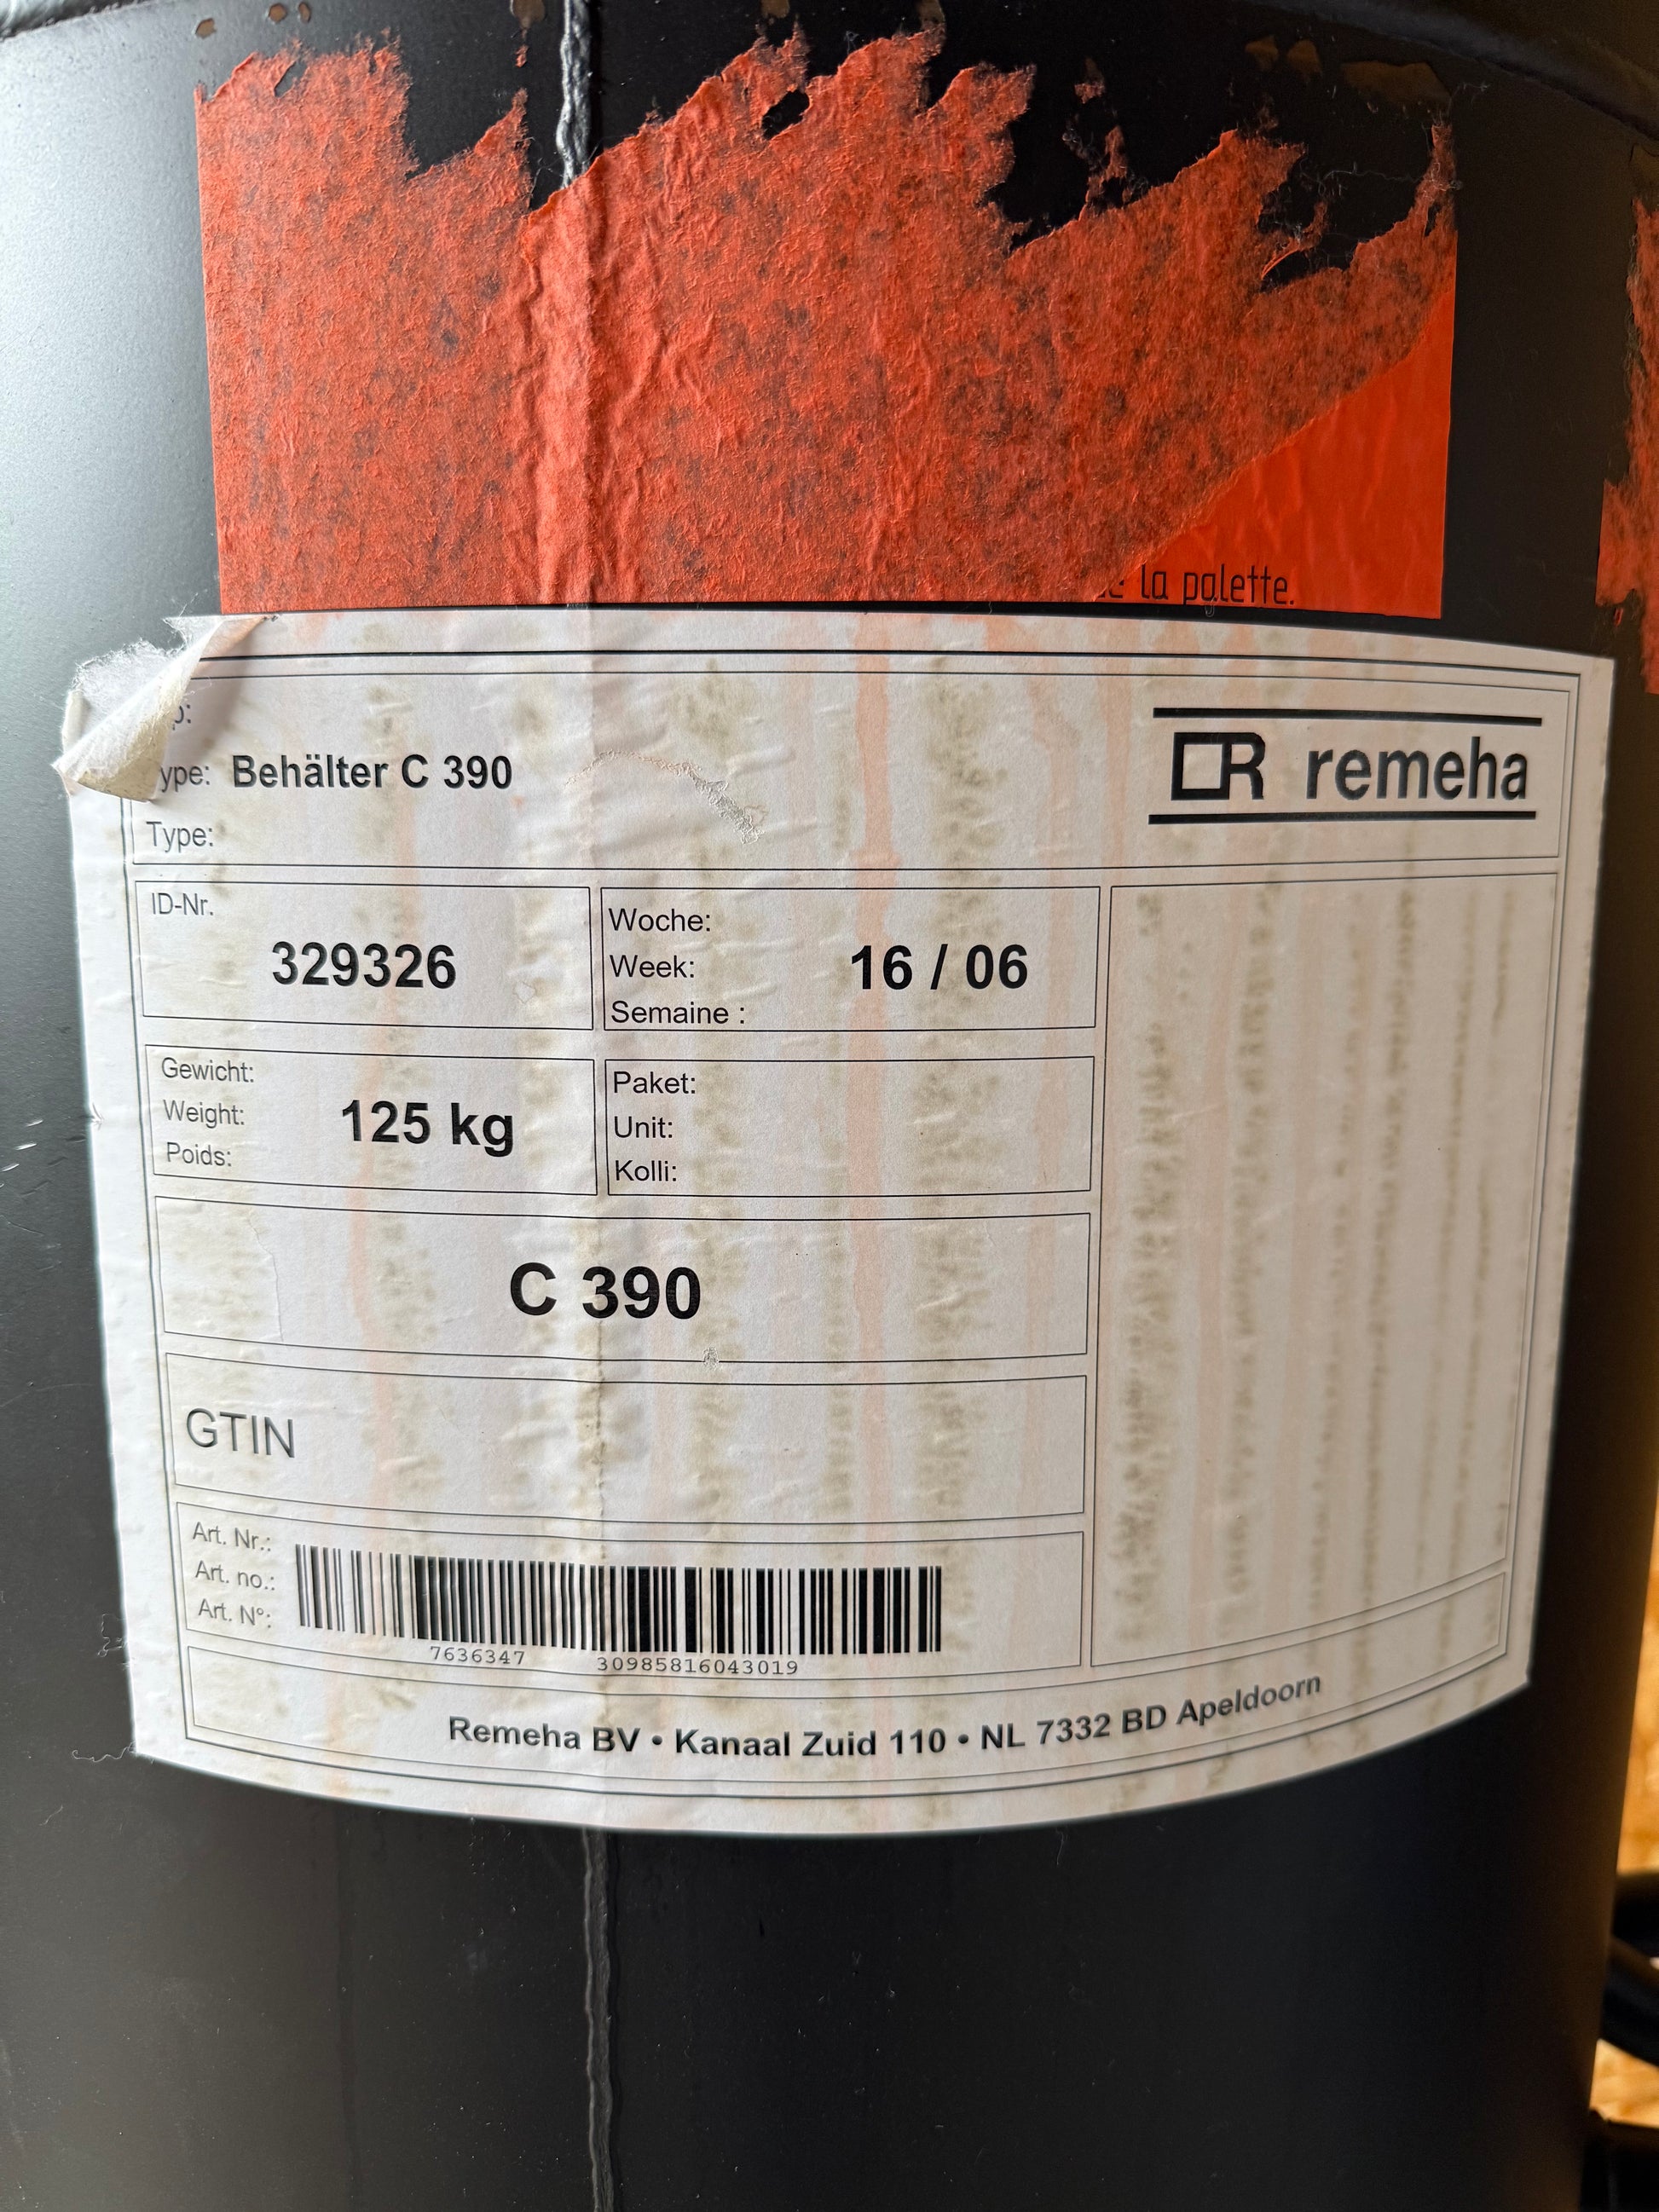 la palette.
remeha
Behälter C 390
Type:
ID-Nr.
329326
Woche:
Week:
Semaine :
16 / 06
Gewicht:
Weight:
Poids:
125 kg
Paket:
Unit:
Kolli:
C 390
GTIN
Art. Nr.:
Art. no.:
Art. N°:
7636347 30985816043019
Remeha BV • Kanaal Zuid 110 • NL 7332 BD Apeldoorn